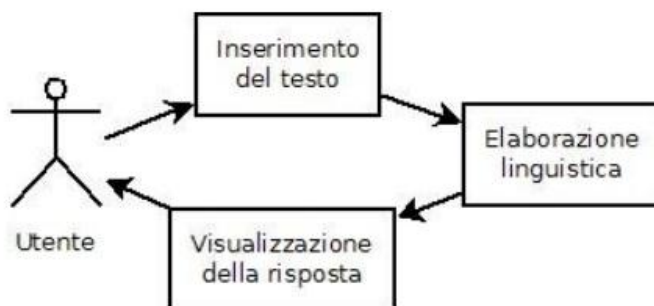 Inserimento
del testo
Elaborazione
linguistica
Visualizzazione
della risposta
Utente